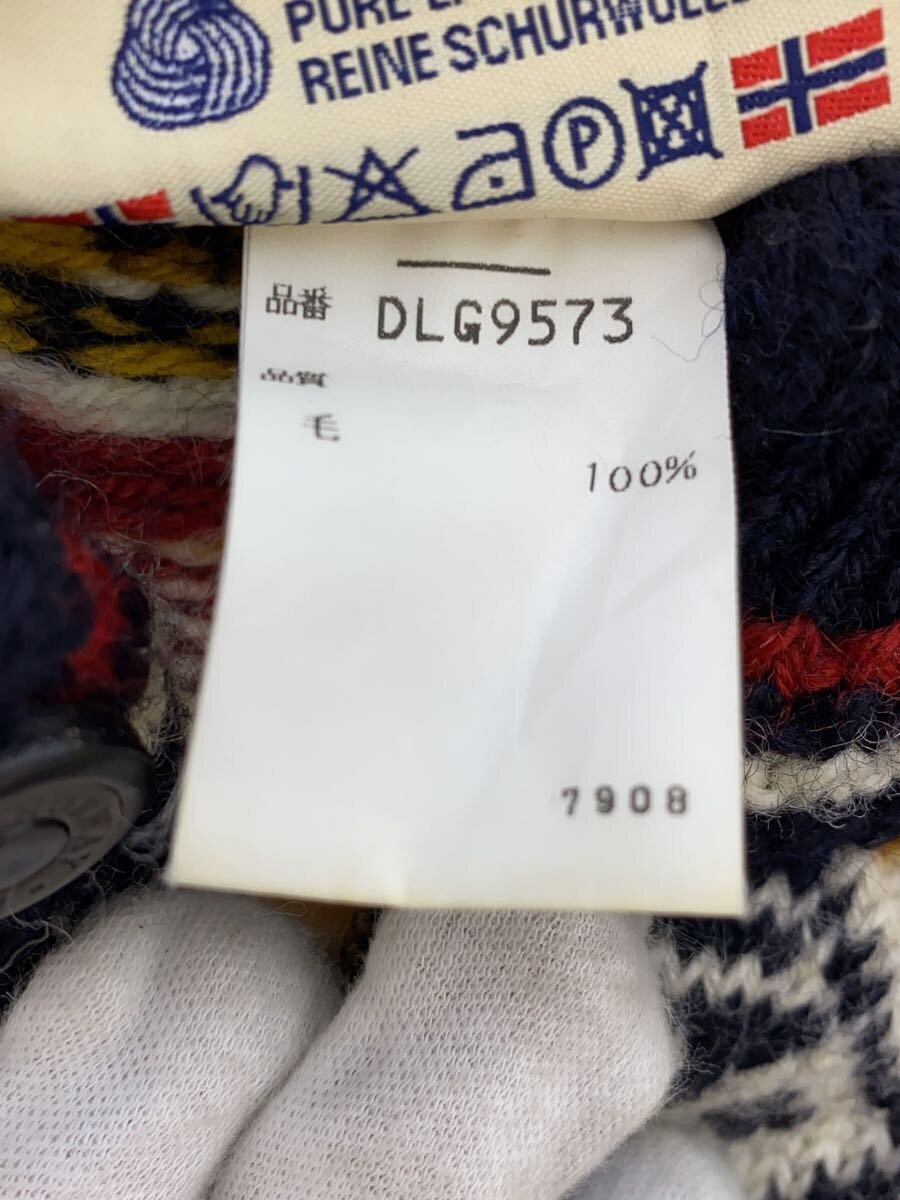 PURE
REINE SCHURWOLLE
P
品番 DLG9573
品質
毛
100%
7908